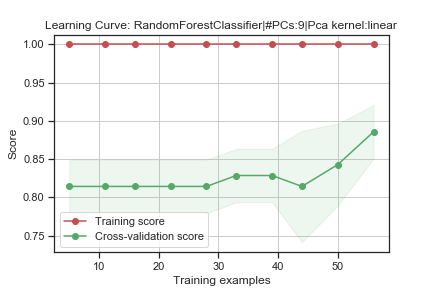 Learning Curve: RandomForestClassifier|#PCs:9|Pca kernel:linear
1.00
0.95
0.90
0.85
0.80
0.75
Score
Training score
Cross-validation score
10 20 30 40 50
Training examples